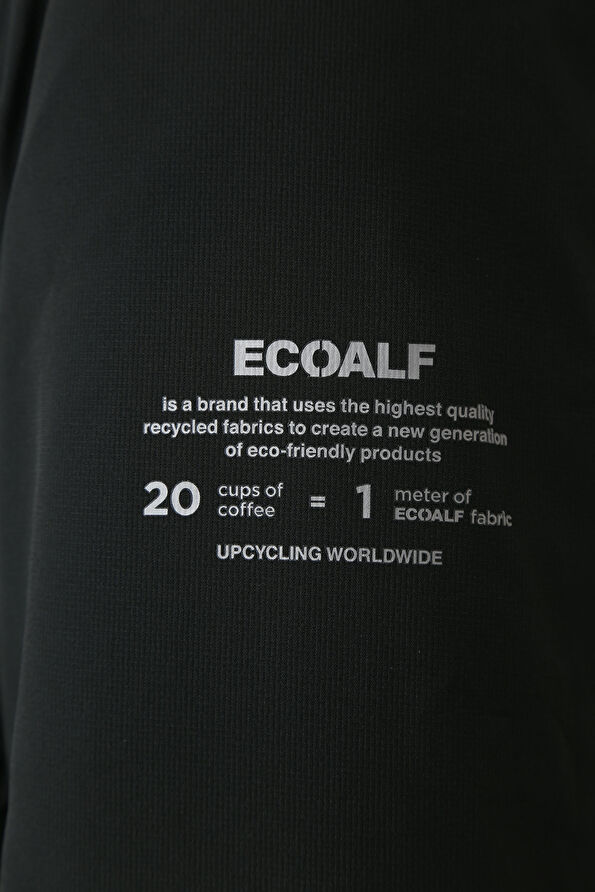 ECOALF
is a brand that uses the highest quality
recycled fabrics to create a new generation
of eco-friendly products
20 cups of coffee = 1 meter of ECOALF fabric
UPCYCLING WORLDWIDE